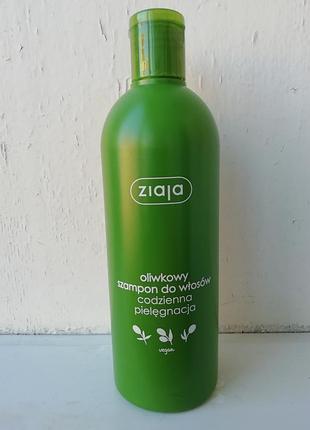 ziaja
oliwkowy
szampon do włosów
codzienna
pielęgnacja
vegan